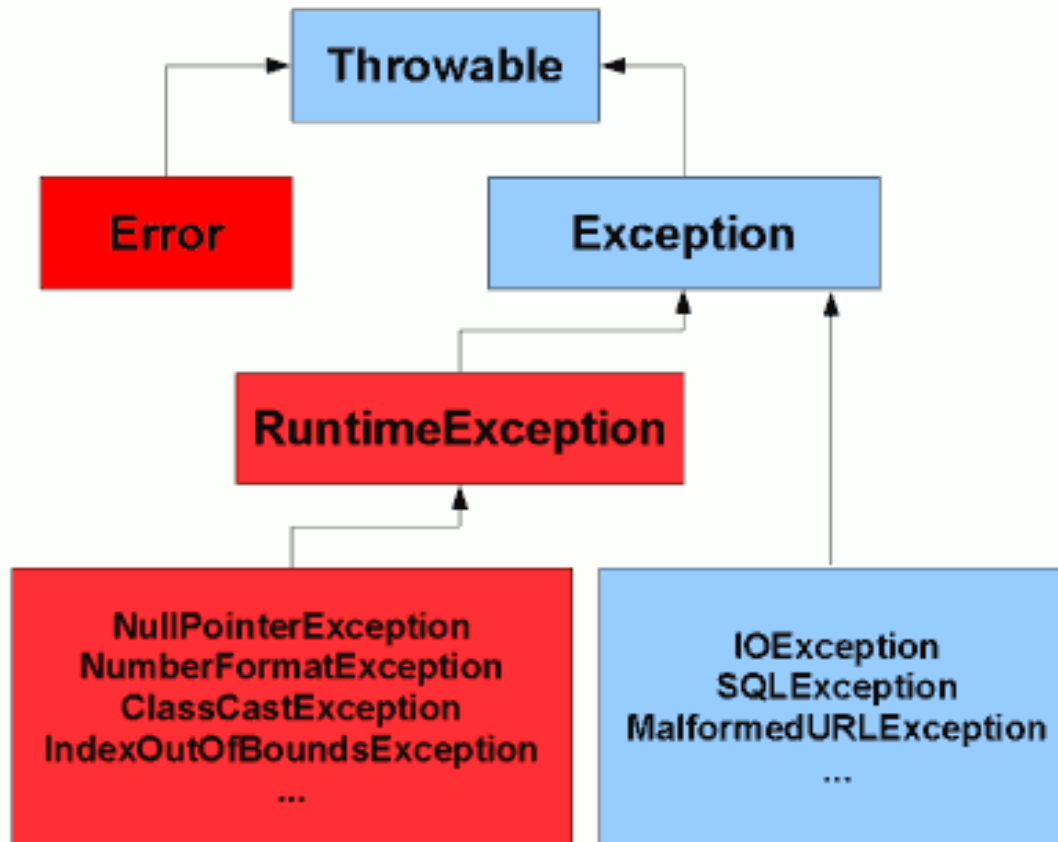 Throwable
Error
Exception
RuntimeException
NullPointerException
NumberFormatException
ClassCastException
IndexOutOfBoundsException
...
IOException
SQLException
MalformedURLException
...